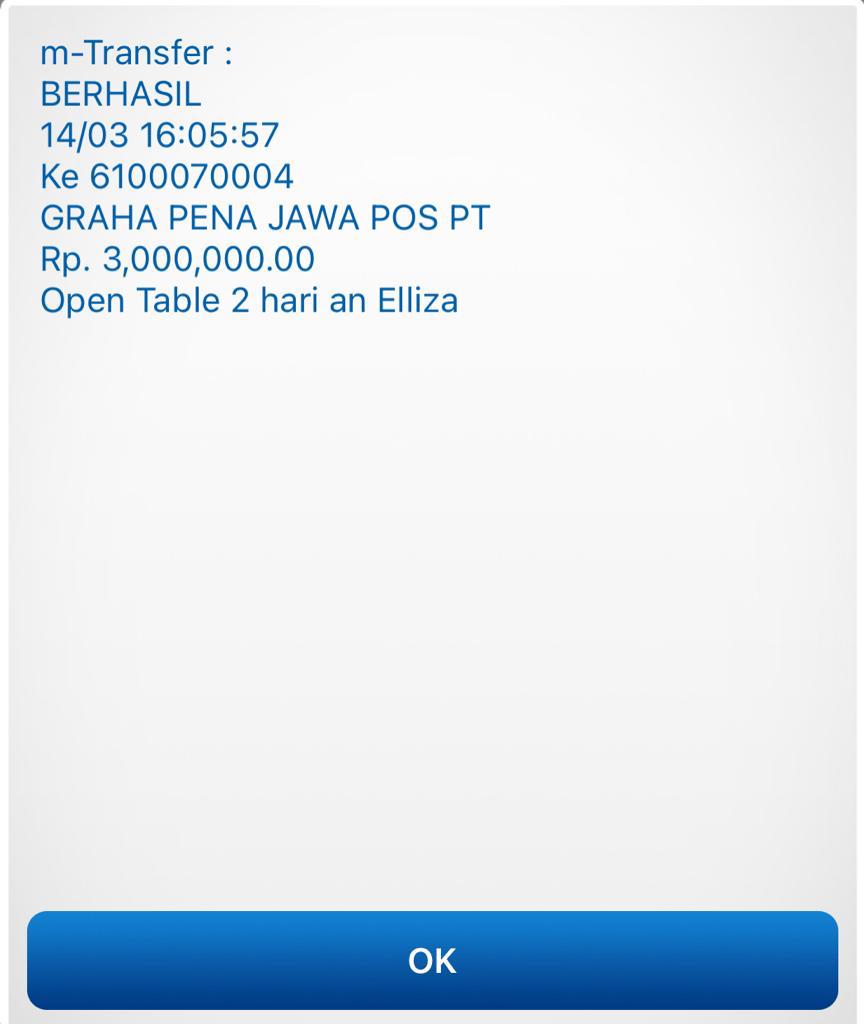 m-Transfer :
BERHASIL
14/03 16:05:57
Ke 6100070004
GRAHA PENA JAWA POS PT
Rp. 3,000,000.00
Open Table 2 hari an Elliza
OK